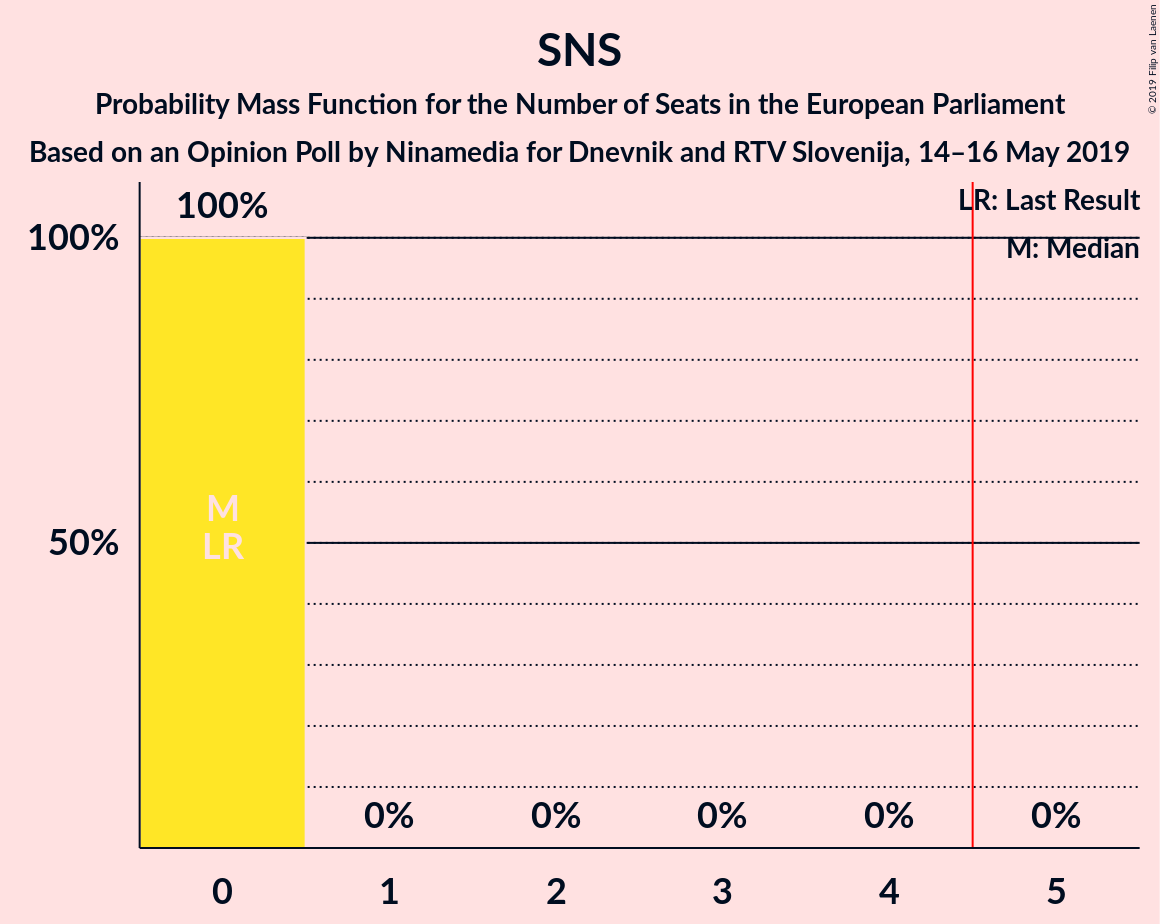 SNS
Probability Mass Function for the Number of Seats in the European Parliament
Based on an Opinion Poll by Ninamedia for Dnevnik and RTV Slovenija, 14–16 May 2019
© 2019 Filip van Laenen
LR: Last Result
M: Median
100%
100%
50%
M
LR
0% 0% 0% 0% 0%
0 1 2 3 4 5